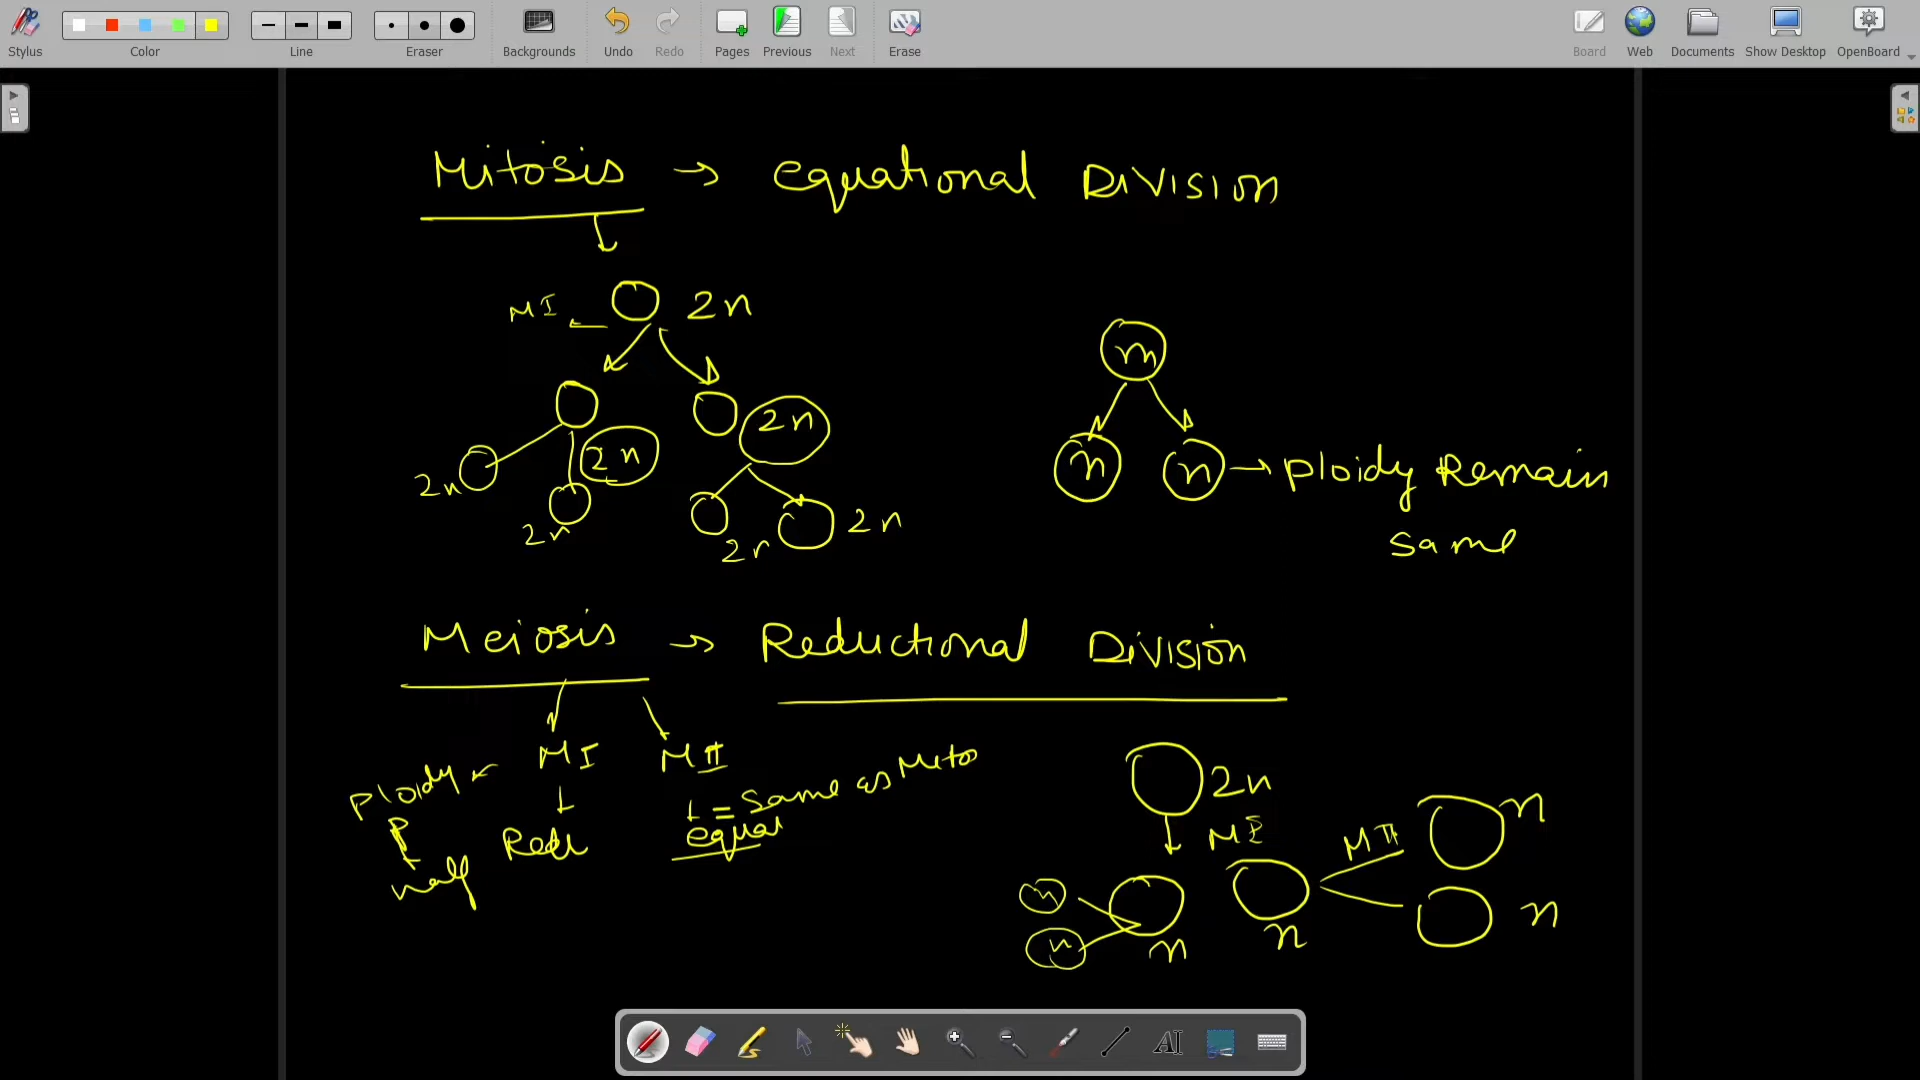 Stylus Color Line Eraser Backgrounds Undo Redo Pages Previous Next Erase Board Web Documents Show Desktop OpenBoard
Mitosis → equational Division
MI 2n
2n 2n
2n 2n 2n 2n
n n → ploidy Remain
same
Meiosis → Reductional Division
MI MII
ploidy ← ↓ ↓ = same as Meto
half Redu equal
2n
MI MII n
n n n
n n n